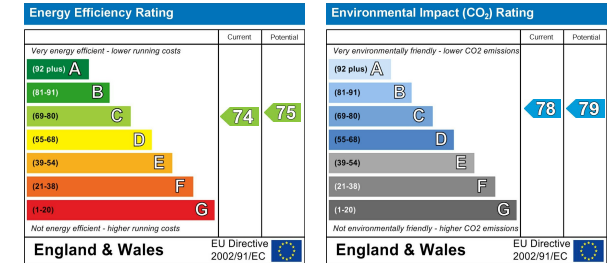 Energy Efficiency Rating
Current Potential
Very energy efficient - lower running costs
(92 plus) A
(81-91) B
(69-80) C
74 75
(55-68) D
(39-54) E
(21-38) F
(1-20) G
Not energy efficient - higher running costs
England & Wales
EU Directive
2002/91/EC
Environmental Impact (CO₂) Rating
Current Potential
Very environmentally friendly - lower CO2 emissions
(92 plus) A
(81-91) B
78 79
(69-80) C
(55-68) D
(39-54) E
(21-38) F
(1-20) G
Not environmentally friendly - higher CO2 emissions
England & Wales
EU Directive
2002/91/EC